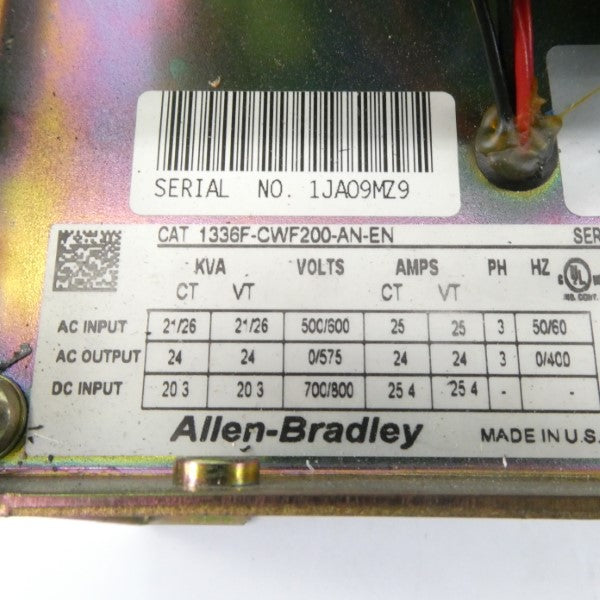 SERIAL NO. 1JA09MZ9
CAT 1336F-CWF200-AN-EN SER
KVA VOLTS AMPS PH HZ
CT VT CT VT
AC INPUT 21/26 21/26 500/600 25 25 3 50/60
AC OUTPUT 24 24 0/575 24 24 3 0/400
DC INPUT 20 3 20 3 700/800 25 4 25 4 - -
Allen-Bradley MADE IN U.S.